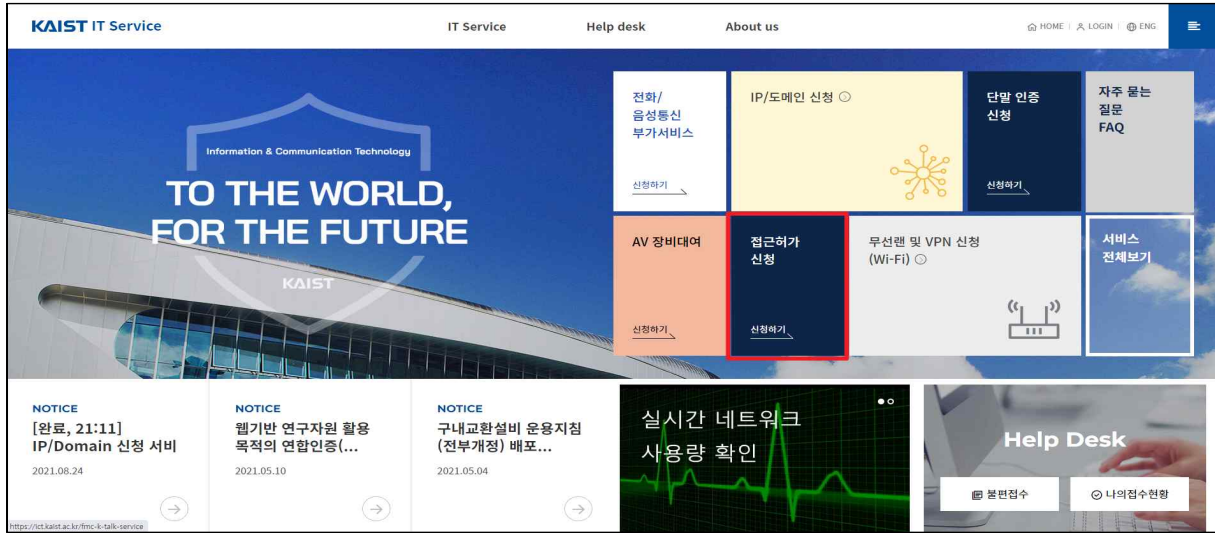 KAIST IT Service
IT Service
Help desk
About us
HOME
LOGIN
ENG
Information & Communication Technology
TO THE WORLD,
FOR THE FUTURE
KAIST
전화/
음성통신
부가서비스
신청하기
IP/도메인 신청
단말 인증
신청
신청하기
자주 묻는
질문
FAQ
AV 장비대여
신청하기
접근허가
신청
신청하기
무선랜 및 VPN 신청
(Wi-Fi)
서비스
전체보기
NOTICE
[완료, 21:11]
IP/Domain 신청 서비
2021.08.24
NOTICE
웹기반 연구자원 활용
목적의 연합인증(...
2021.05.10
NOTICE
구내교환설비 운용지침
(전부개정) 배포...
2021.05.04
실시간 네트워크
사용량 확인
Help Desk
불편접수
나의접수현황
https://ict.kaist.ac.kr/fmc-k-talk-service